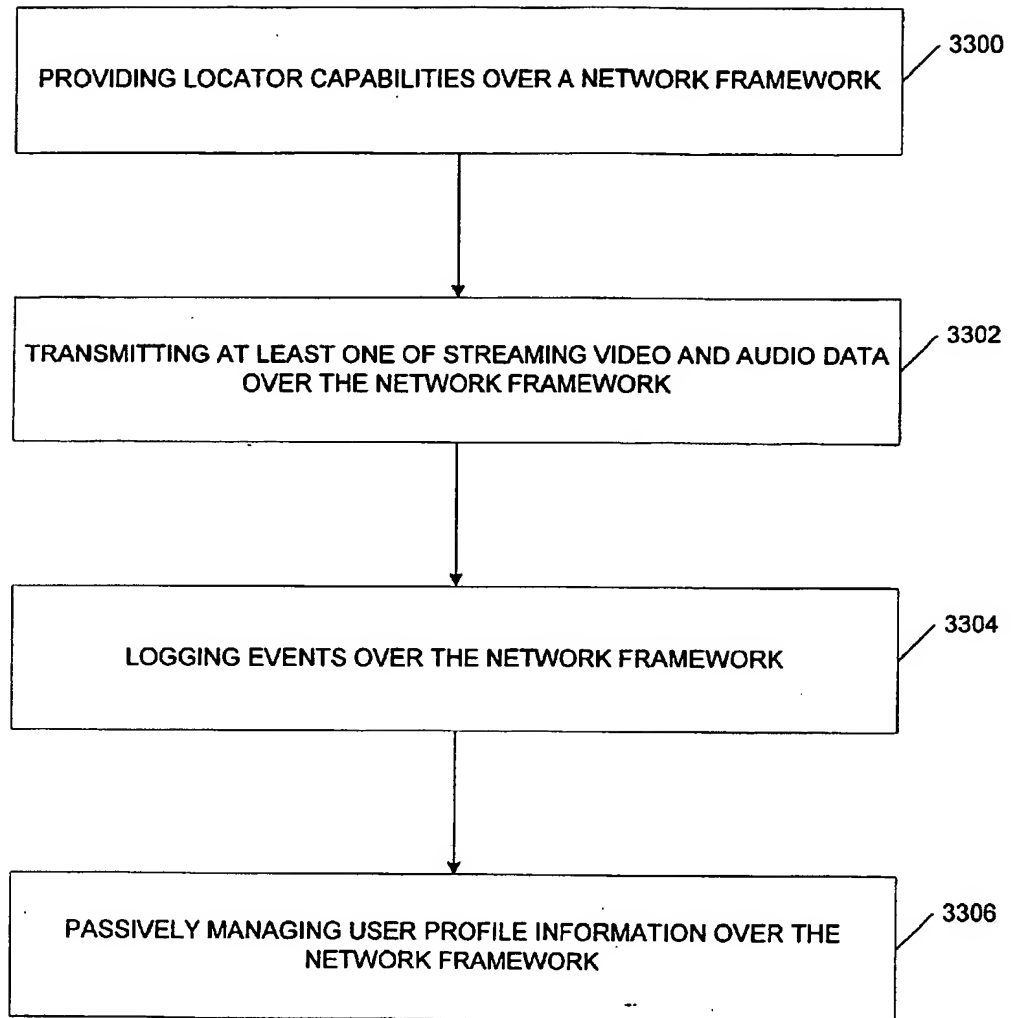 PROVIDING LOCATOR CAPABILITIES OVER A NETWORK FRAMEWORK
3300
TRANSMITTING AT LEAST ONE OF STREAMING VIDEO AND AUDIO DATA
OVER THE NETWORK FRAMEWORK
3302
LOGGING EVENTS OVER THE NETWORK FRAMEWORK
3304
PASSIVELY MANAGING USER PROFILE INFORMATION OVER THE
NETWORK FRAMEWORK
3306